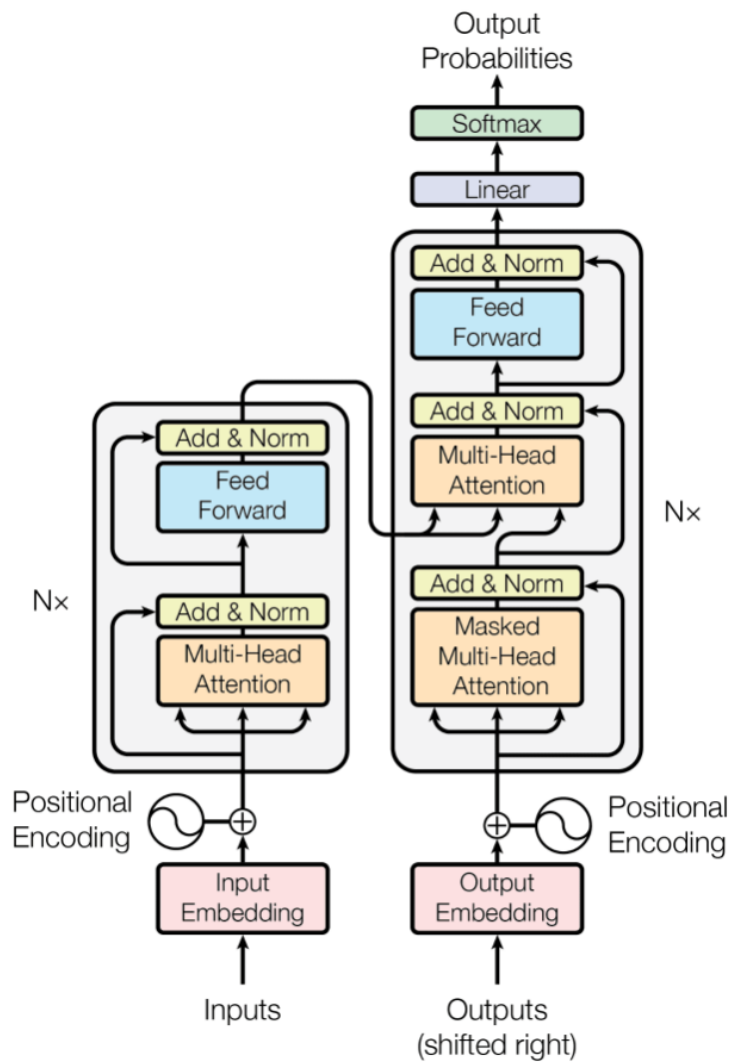 Output
Probabilities
Softmax
Linear
Add & Norm
Feed
Forward
Add & Norm
Multi-Head
Attention
Nx
Add & Norm
Masked
Multi-Head
Attention
Add & Norm
Feed
Forward
Nx
Add & Norm
Multi-Head
Attention
Positional
Encoding
Positional
Encoding
Input
Embedding
Output
Embedding
Inputs
Outputs
(shifted right)